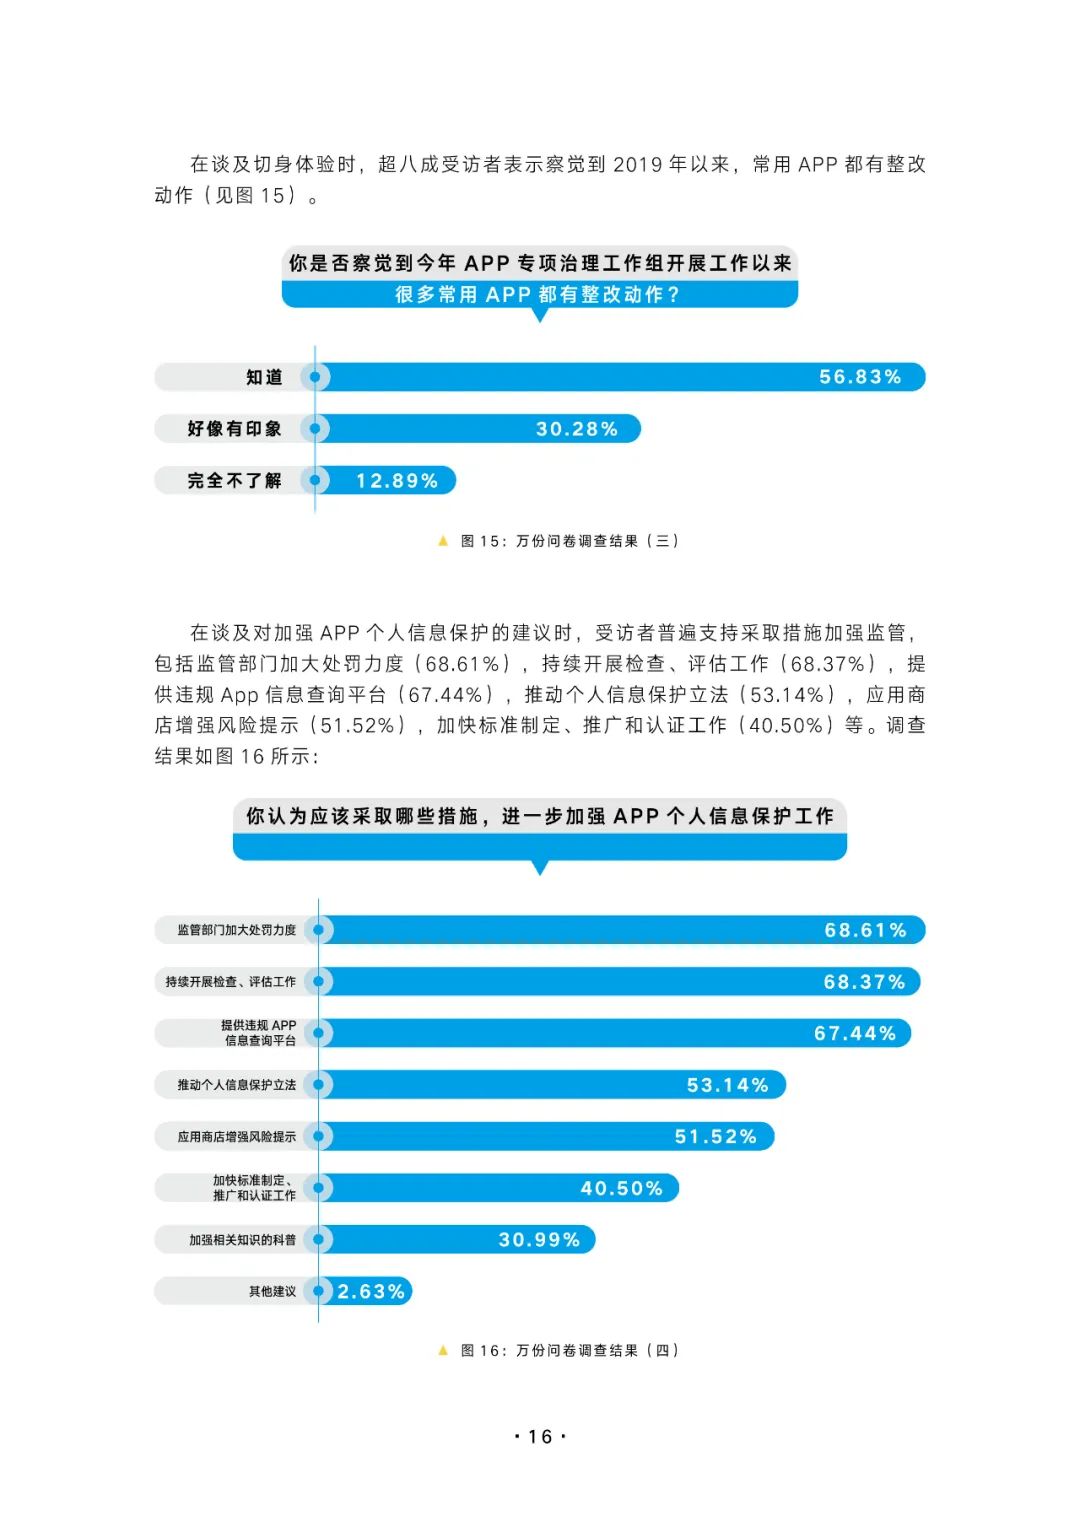 在谈及切身体验时，超八成受访者表示察觉到 2019 年以来，常用 APP 都有整改
动作（见图 15）。
你是否察觉到今年 APP 专项治理工作组开展工作以来
很多常用 APP 都有整改动作？
知道 56.83%
好像有印象 30.28%
完全不了解 12.89%
▲ 图 15：万份问卷调查结果（三）
在谈及对加强 APP 个人信息保护的建议时，受访者普遍支持采取措施加强监管，
包括监管部门加大处罚力度（68.61%），持续开展检查、评估工作（68.37%），提
供违规 App 信息查询平台（67.44%），推动个人信息保护立法（53.14%），应用商
店增强风险提示（51.52%），加快标准制定、推广和认证工作（40.50%）等。调查
结果如图 16 所示：
你认为应该采取哪些措施，进一步加强 APP 个人信息保护工作
监管部门加大处罚力度 68.61%
持续开展检查、评估工作 68.37%
提供违规 APP
信息查询平台 67.44%
推动个人信息保护立法 53.14%
应用商店增强风险提示 51.52%
加快标准制定、
推广和认证工作 40.50%
加强相关知识的科普 30.99%
其他建议 2.63%
▲ 图 16：万份问卷调查结果（四）
· 16 ·